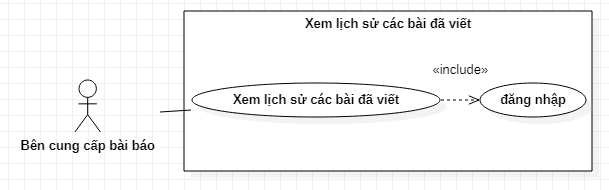 Xem lịch sử các bài đã viết
«include»
Xem lịch sử các bài đã viết
đăng nhập
Bên cung cấp bài báo